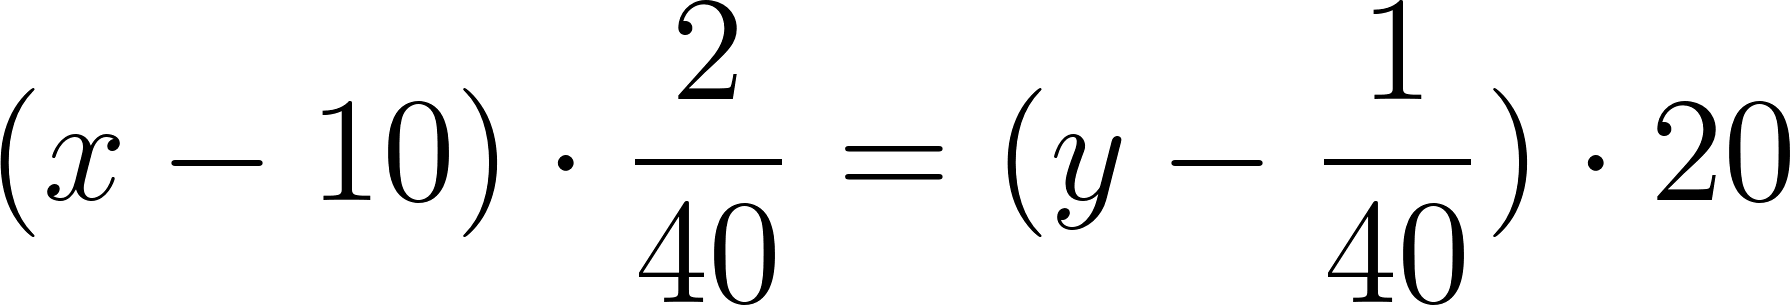 (x − 10) · 2/40 = (y − 1/40) · 20